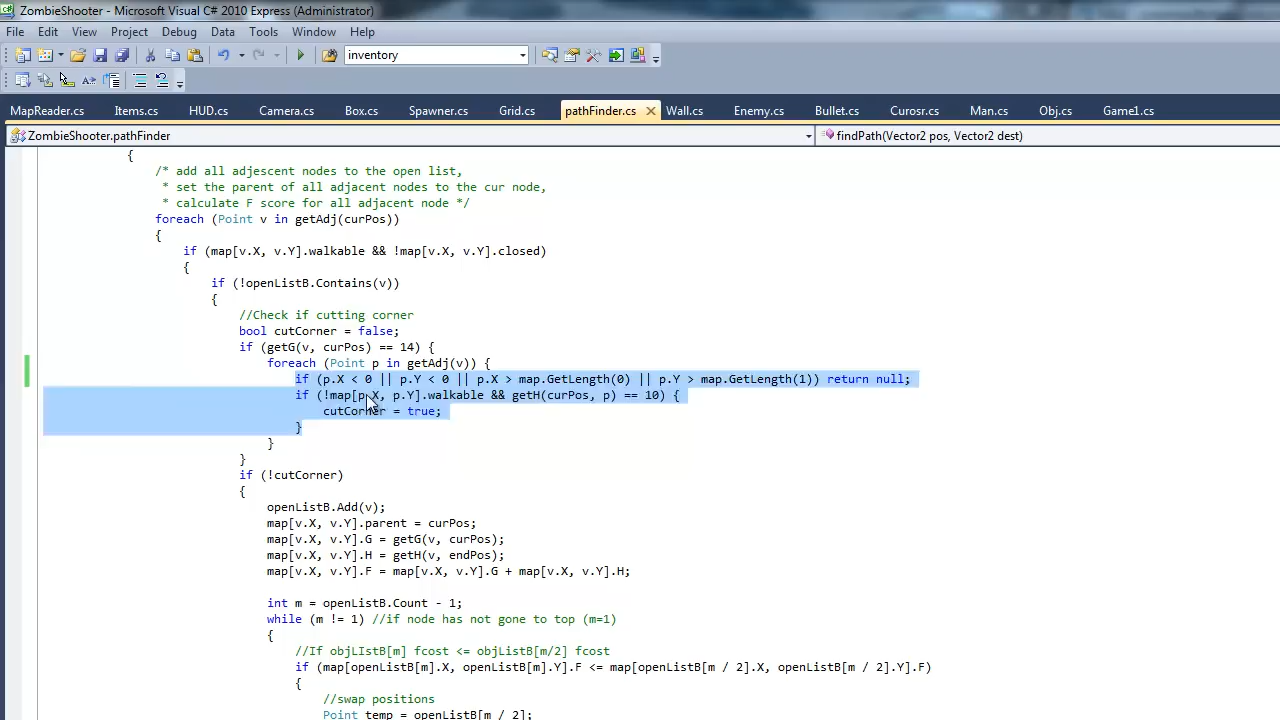 ZombieShooter - Microsoft Visual C# 2010 Express (Administrator)
File Edit View Project Debug Data Tools Window Help
inventory
MapReader.cs Items.cs HUD.cs Camera.cs Box.cs Spawner.cs Grid.cs pathFinder.cs Wall.cs Enemy.cs Bullet.cs Curosr.cs Man.cs Obj.cs Game1.cs
ZombieShooter.pathFinder findPath(Vector2 pos, Vector2 dest)
{
/* add all adjescent nodes to the open list,
* set the parent of all adjacent nodes to the cur node,
* calculate F score for all adjacent node */
foreach (Point v in getAdj(curPos))
{
if (map[v.X, v.Y].walkable && !map[v.X, v.Y].closed)
{
if (!openListB.Contains(v))
{
//Check if cutting corner
bool cutCorner = false;
if (getG(v, curPos) == 14) {
foreach (Point p in getAdj(v)) {
if (p.X < 0 || p.Y < 0 || p.X > map.GetLength(0) || p.Y > map.GetLength(1)) return null;
if (!map[p.X, p.Y].walkable && getH(curPos, p) == 10) {
cutCorner = true;
}
}
}
if (!cutCorner)
{
openListB.Add(v);
map[v.X, v.Y].parent = curPos;
map[v.X, v.Y].G = getG(v, curPos);
map[v.X, v.Y].H = getH(v, endPos);
map[v.X, v.Y].F = map[v.X, v.Y].G + map[v.X, v.Y].H;
int m = openListB.Count - 1;
while (m != 1) //if node has not gone to top (m=1)
{
//If objLIstB[m] fcost <= objListB[m/2] fcost
if (map[openListB[m].X, openListB[m].Y].F <= map[openListB[m / 2].X, openListB[m / 2].Y].F)
{
//swap positions
Point temp = openListB[m / 2];